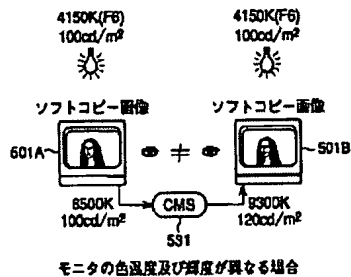 4150K(F6)
100cd/m²
4150K(F6)
100cd/m²
ソフトコピー画像
ソフトコピー画像
501A
501B
≠
6500K
100cd/m²
CMS
9300K
120cd/m²
531
モニタの色温度及び輝度が異なる場合